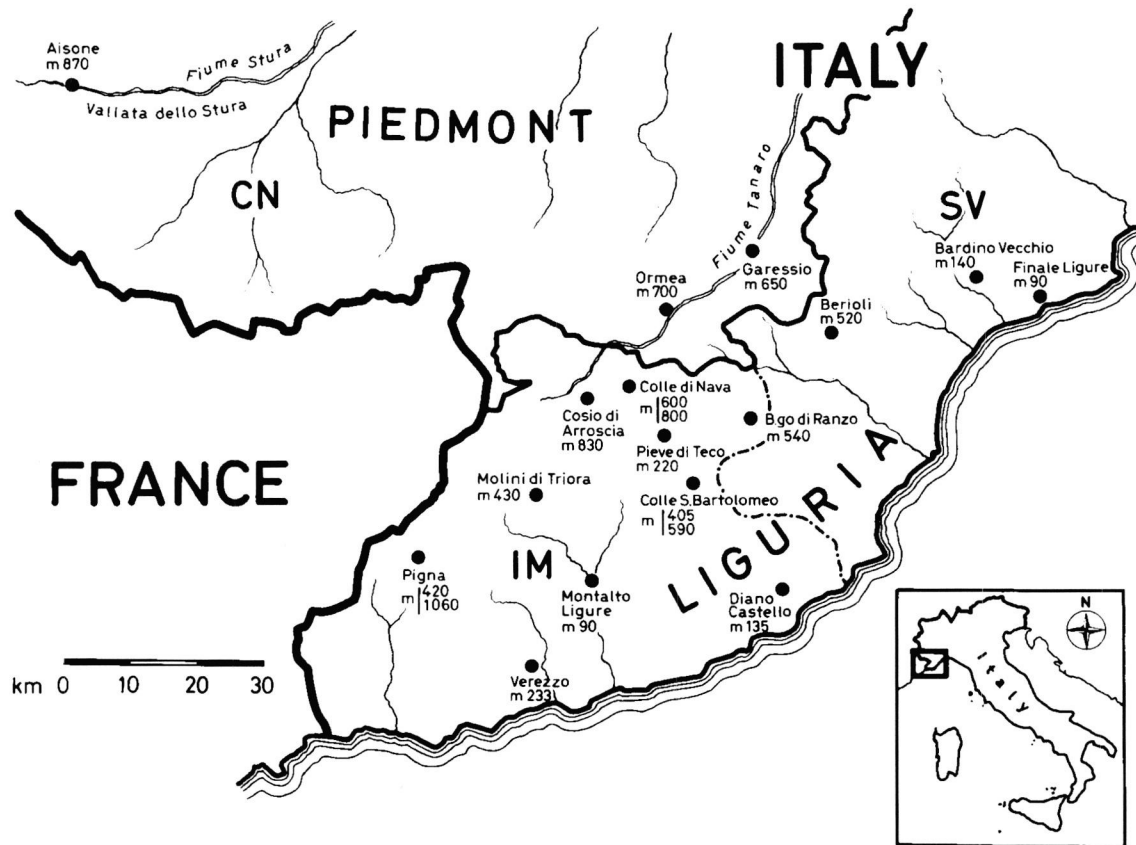 Aisone
m 870
Fiume Stura
Vallata dello Stura
ITALY
PIEDMONT
CN
Fiume Tanaro
SV
Bardino Vecchio
m 140
Finale Ligure
m 90
Garessio
m 650
Ormea
m 700
Berioli
m 520
Colle di Nava
m 600
800
Cosio di
Arroscia
m 830
B.go di Ranzo
m 540
Pieve di Teco
m 220
FRANCE
Molini di Triora
m 430
Colle S. Bartolomeo
m 405
590
LIGURIA
IM
Pigna
m 420
1060
Montalto
Ligure
m 90
Diano
Castello
m 135
Verezzo
m 233
km 0 10 20 30
N
Italy